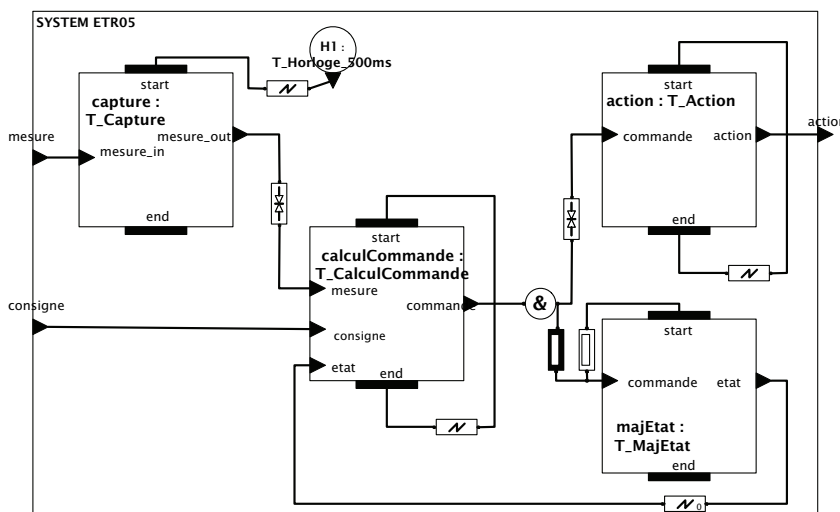 SYSTEM ETR05
H1 :
T_Horloge_500ms
start
capture :
T_Capture
mesure_out
mesure
mesure_in
end
start
action : T_Action
commande
action
action
end
start
calculCommande :
T_CalculCommande
mesure
commande
&
consigne
consigne
etat
end
start
commande
etat
majEtat :
T_MajEtat
end
0